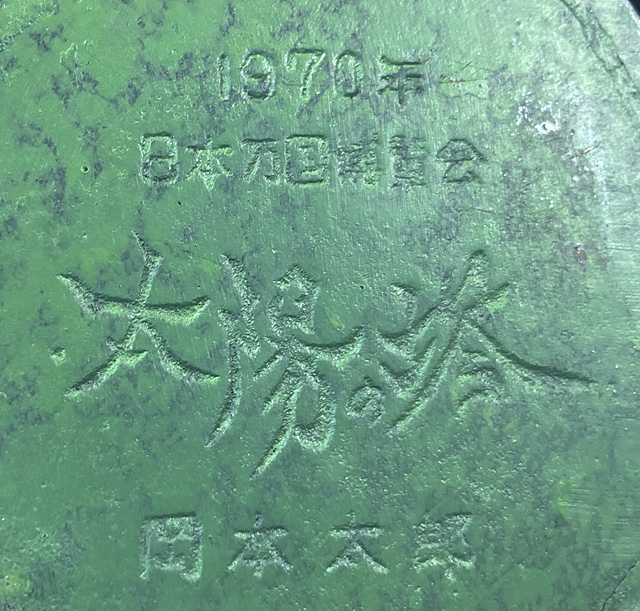 1970年
日本万国博覧会
太陽の塔
岡本太郎